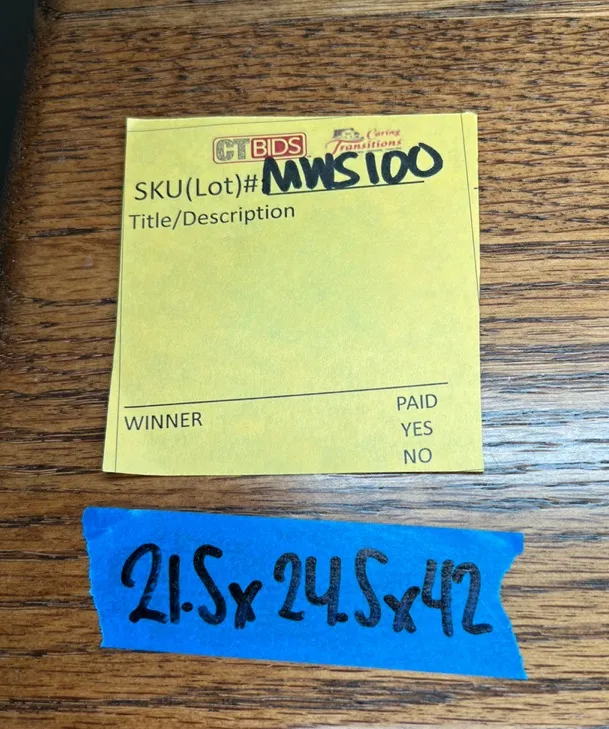 CTBIDS
Caring Transitions
SKU(Lot)# MWS100
Title/Description
WINNER
PAID
YES
NO
21.5x24.5x42